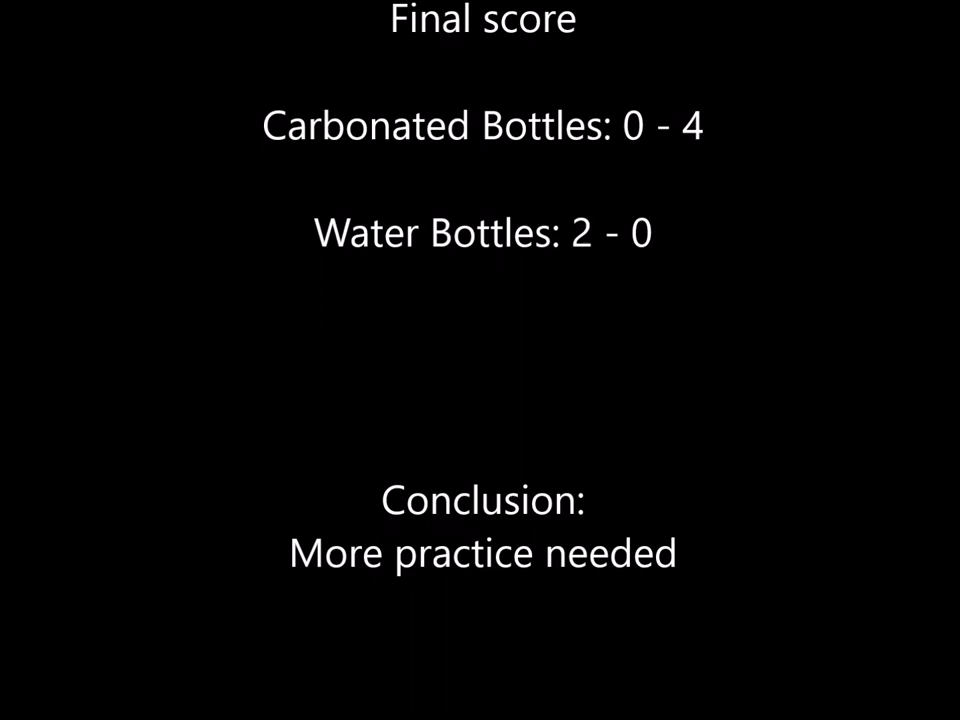 Final score
Carbonated Bottles: 0 - 4
Water Bottles: 2 - 0
Conclusion:
More practice needed